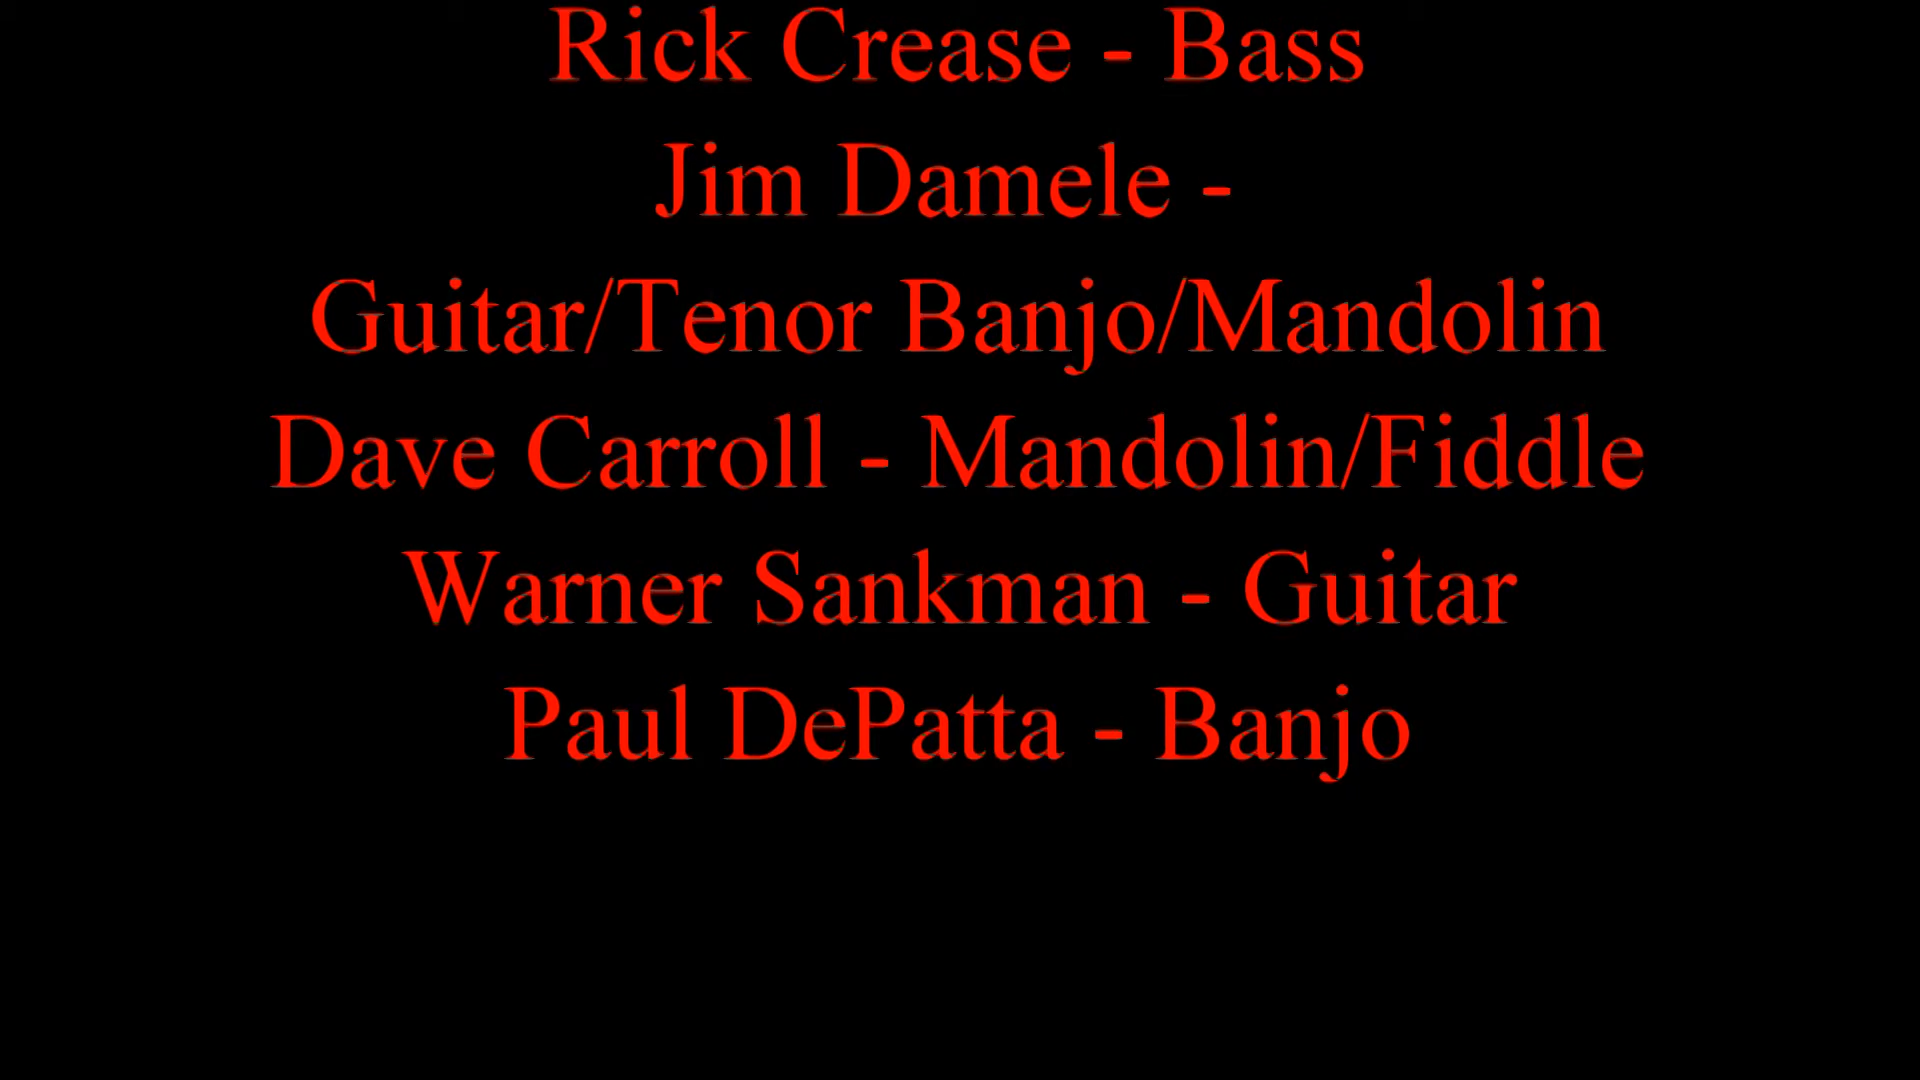 Rick Crease - Bass
Jim Damele -
Guitar/Tenor Banjo/Mandolin
Dave Carroll - Mandolin/Fiddle
Warner Sankman - Guitar
Paul DePatta - Banjo